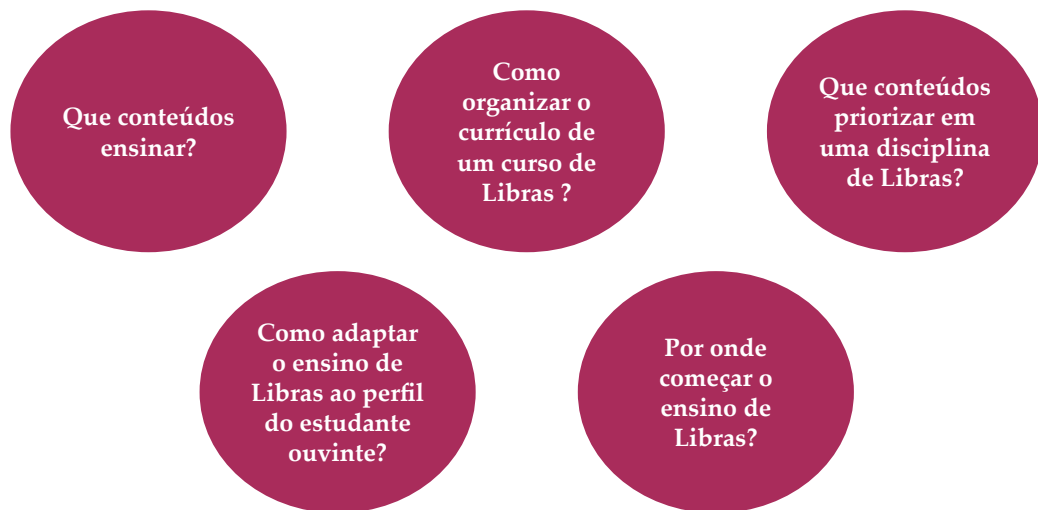 Que conteúdos
ensinar?
Como
organizar o
currículo de
um curso de
Libras ?
Que conteúdos
priorizar em
uma disciplina
de Libras?
Como adaptar
o ensino de
Libras ao perfil
do estudante
ouvinte?
Por onde
começar o
ensino de
Libras?